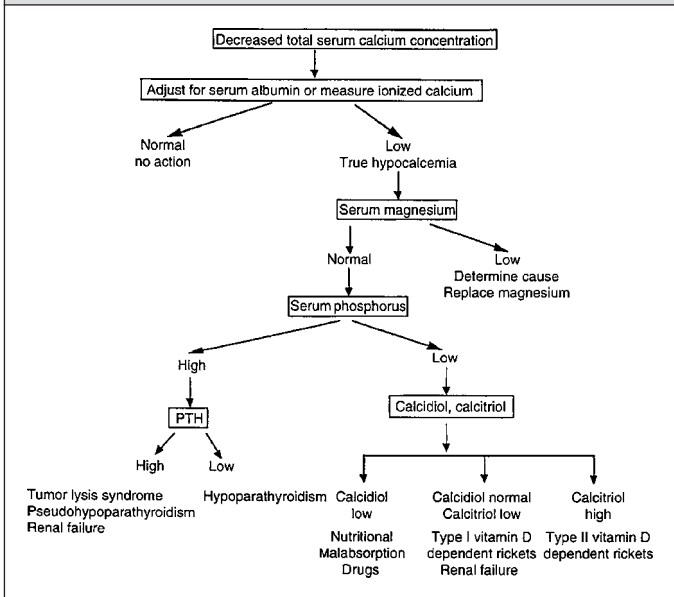 Decreased total serum calcium concentration
Adjust for serum albumin or measure ionized calcium
Normal
no action
Low
True hypocalcemia
Serum magnesium
Normal
Low
Determine cause
Replace magnesium
Serum phosphorus
High
Low
PTH
Calcidiol, calcitriol
High
Low
Tumor lysis syndrome
Pseudohypoparathyroidism
Renal failure
Hypoparathyroidism
Calcidiol
low
Nutritional
Malabsorption
Drugs
Calcidiol normal
Calcitriol low
Type I vitamin D
dependent rickets
Renal failure
Calcitriol
high
Type II vitamin D
dependent rickets